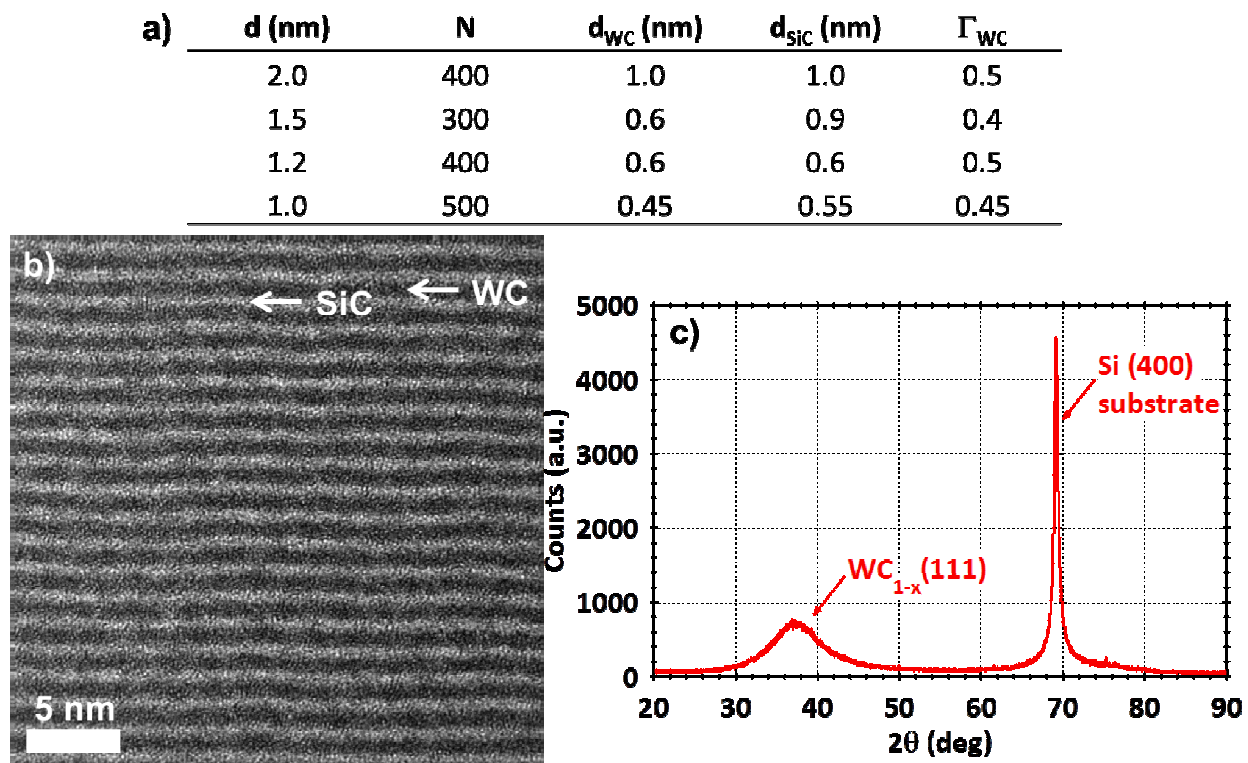 a) d (nm) N dWC (nm) dSiC (nm) ΓWC
2.0 400 1.0 1.0 0.5
1.5 300 0.6 0.9 0.4
1.2 400 0.6 0.6 0.5
1.0 500 0.45 0.55 0.45
b)
SiC
WC
5 nm
c)
Counts (a.u.)
5000
4000
3000
2000
1000
0
Si (400)
substrate
WC1-x(111)
20 30 40 50 60 70 80 90
2θ (deg)